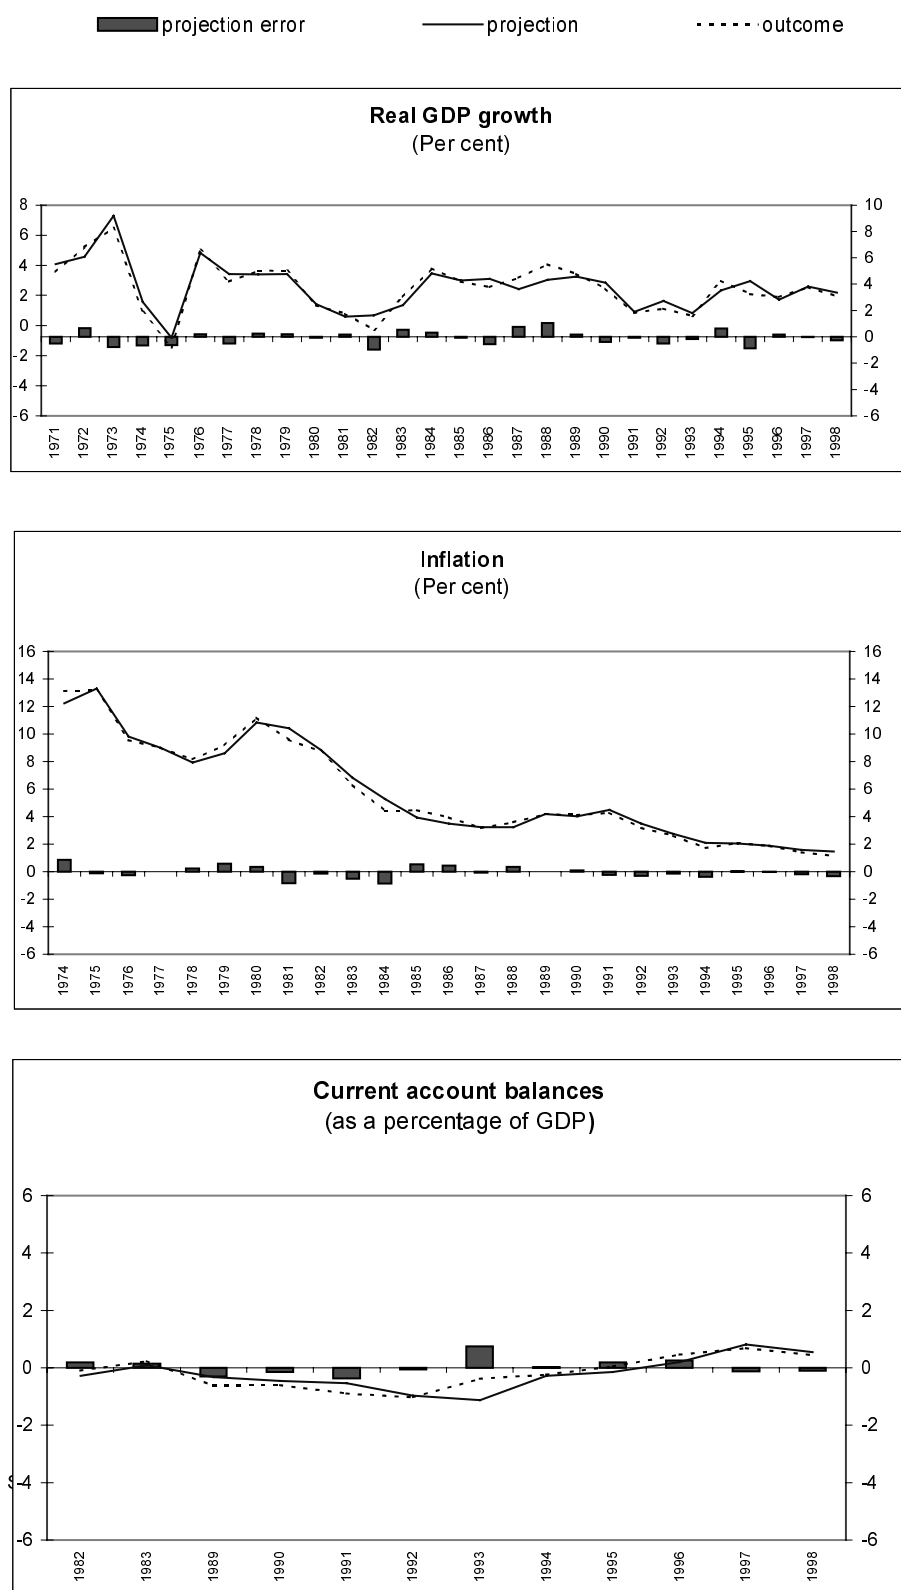 projection error projection outcome
Real GDP growth
(Per cent)
8 10
6 8
4 6
2 4
0 2
-2 0
-4 -2
-6 -4
-6
1971 1972 1973 1974 1975 1976 1977 1978 1979 1980 1981 1982 1983 1984 1985 1986 1987 1988 1989 1990 1991 1992 1993 1994 1995 1996 1997 1998
Inflation
(Per cent)
16 16
14 14
12 12
10 10
8 8
6 6
4 4
2 2
0 0
-2 -2
-4 -4
-6 -6
1974 1975 1976 1977 1978 1979 1980 1981 1982 1983 1984 1985 1986 1987 1988 1989 1990 1991 1992 1993 1994 1995 1996 1997 1998
Current account balances
(as a percentage of GDP)
6 6
4 4
2 2
0 0
-2 -2
-4 -4
-6 -6
1982 1983 1989 1990 1991 1992 1993 1994 1995 1996 1997 1998